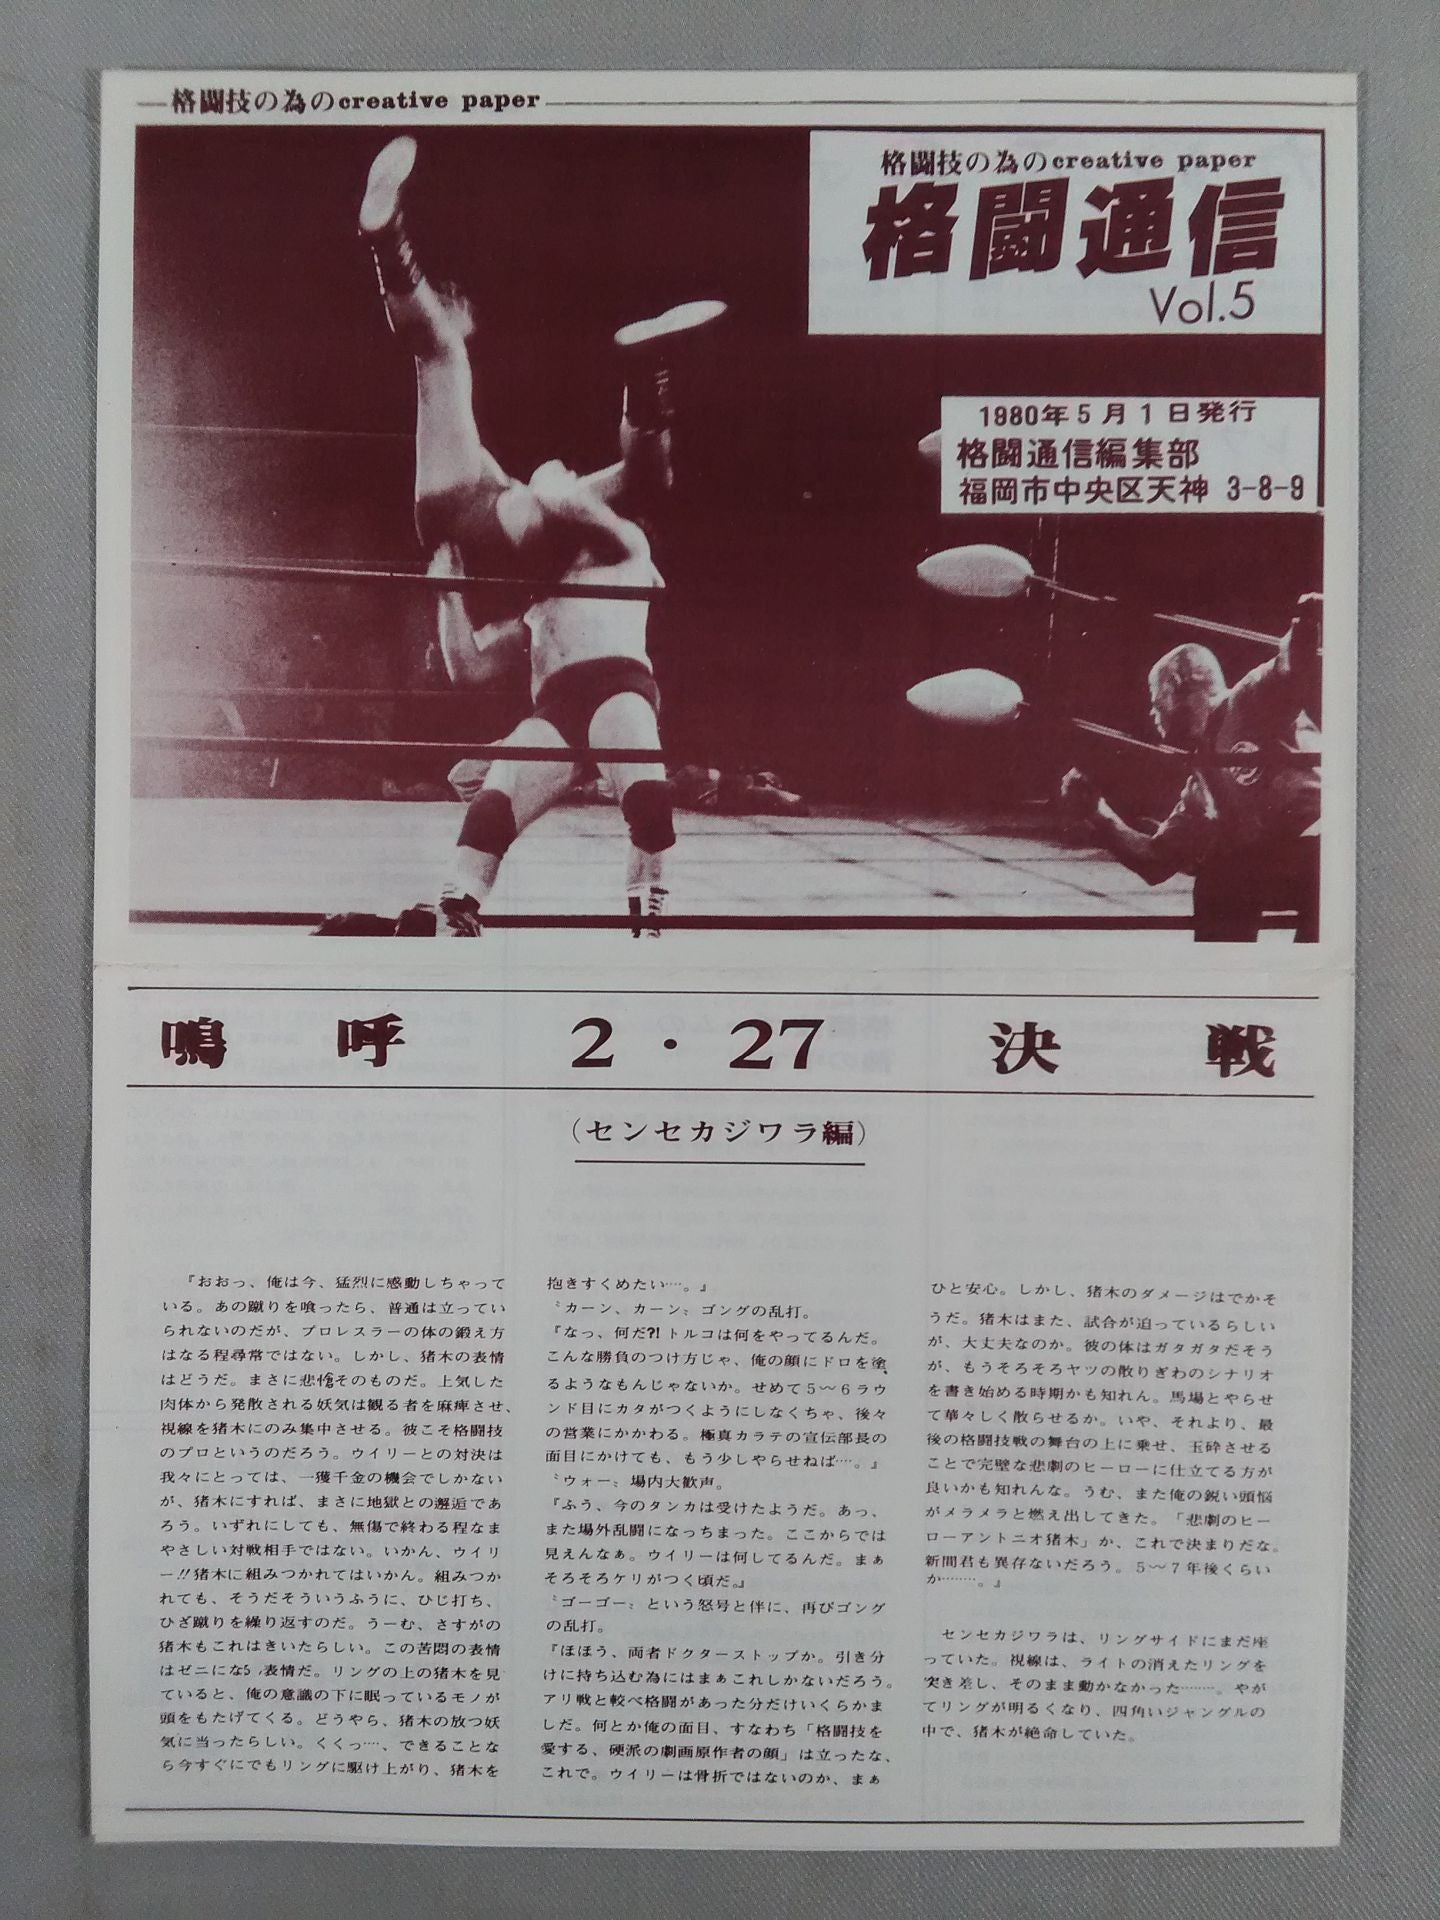 格闘技の為のcreative paper
格闘技の為のcreative paper
格闘通信
Vol.5
1980年5月1日発行
格闘通信編集部
福岡市中央区天神 3-8-9
鳴呼 2・27 決戦
(センセカジワラ編)
『おおっ、俺は今、猛烈に感動しちゃって
いる。あの蹴りを喰ったら、普通は立ってい
られないのだが、プロレスラーの体の鍛え方
はなる程尋常ではない。しかし、猪木の表情
はどうだ。まさに悲愴そのものだ。上気した
肉体から発散される妖気は観る者を麻痺させ、
視線を猪木にのみ集中させる。彼こそ格闘技
のプロというのだろう。ウイリーとの対決は
我々にとっては、一獲千金の機会でしかない
が、猪木にすれば、まさに地獄との邂逅であ
ろう。いずれにしても、無傷で終わる程なま
やさしい対戦相手ではない。いかん、ウイリ
ー!!猪木に組みつかれてはいかん。組みつか
れても、そうだそういうふうに、ひじ打ち、
ひざ蹴りを繰り返すのだ。うーむ、さすがの
猪木もこれはきいたらしい。この苦悶の表情
はゼニになる表情だ。リングの上の猪木を見
ていると、俺の意識の下に眠っているモノが
頭をもたげてくる。どうやら、猪木の放つ妖
気に当ったらしい。くくっ…、できることな
ら今すぐにでもリングに駆け上がり、猪木を
抱きすくめたい…。』
〝カーン、カーン〟ゴングの乱打。
『なっ、何だ?!トルコは何をやってるんだ。
こんな勝負のつけ方じゃ、俺の顔にドロを塗
るようなもんじゃないか。せめて5〜6ラウ
ンド目にカタがつくようにしなくちゃ、後々
の営業にかかわる。極真カラテの宣伝部長の
面目にかけても、もう少しやらせねば…。』
〝ウォー〟場内大歓声。
『ふう、今のタンカは受けたようだ。あっ、
また場外乱闘になっちまった。ここからでは
見えんなぁ。ウイリーは何してるんだ。まぁ
そろそろケリがつく頃だ。』
〝ゴーゴー〟という怒号と伴に、再びゴング
の乱打。
『ほほう、両者ドクターストップか。引き分
けに持ち込む為にはまぁこれしかないだろう。
アリ戦と較べ格闘があった分だけいくらかま
しだ。何とか俺の面目、すなわち「格闘技を
愛する、硬派の劇画原作者の顔」は立ったな、
これで。ウイリーは骨折ではないのか、まぁ
ひと安心。しかし、猪木のダメージはでかそ
うだ。猪木はまた、試合が迫っているらしい
が、大丈夫なのか。彼の体はガタガタだそう
が、もうそろそろヤツの散りぎわのシナリオ
を書き始める時期かも知れん。馬場とやらせ
て華々しく散らせるか。いや、それより、最
後の格闘技戦の舞台の上に乗せ、玉砕させる
ことで完璧な悲劇のヒーローに仕立てる方が
良いかも知れんな。うむ、また俺の鋭い頭悩
がメラメラと燃え出してきた。「悲劇のヒー
ローアントニオ猪木」か、これで決まりだな。
新間君も異存ないだろう。5〜7年後くらい
か……。』
センセカジワラは、リングサイドにまだ座
っていた。視線は、ライトの消えたリングを
突き差し、そのまま動かなかった……。やが
てリングが明るくなり、四角いジャングルの
中で、猪木が絶命していた。